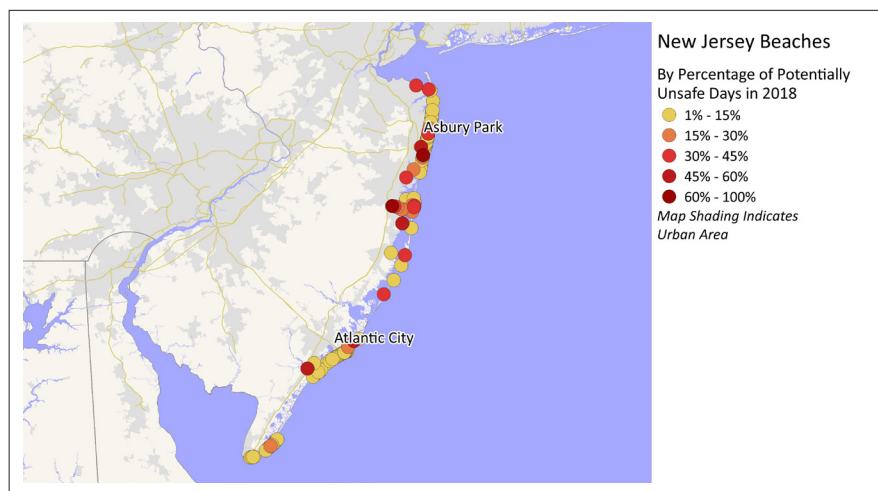 New Jersey Beaches
By Percentage of Potentially
Unsafe Days in 2018
1% - 15%
15% - 30%
30% - 45%
45% - 60%
60% - 100%
Map Shading Indicates
Urban Area
Asbury Park
Atlantic City